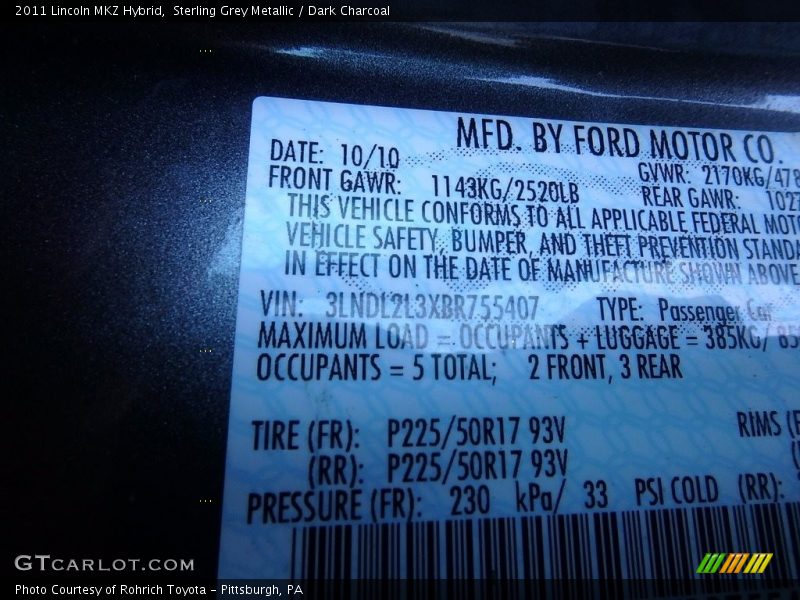 2011 Lincoln MKZ Hybrid,  Sterling Grey Metallic / Dark Charcoal
MFD. BY FORD MOTOR CO.
DATE: 10/10
GVWR: 2170KG/478
FRONT GAWR: 1143KG/2520LB
REAR GAWR: 102
THIS VEHICLE CONFORMS TO ALL APPLICABLE FEDERAL MOTO
VEHICLE SAFETY, BUMPER, AND THEFT PREVENTION STANDA
IN EFFECT ON THE DATE OF MANUFACTURE SHOWN ABOVE
VIN: 3LNDL2L3XBR755407 TYPE: Passenger Car
MAXIMUM LOAD = OCCUPANTS + LUGGAGE = 385KG/ 85
OCCUPANTS = 5 TOTAL; 2 FRONT, 3 REAR
TIRE (FR): P225/50R17 93V
RIMS (F
(RR): P225/50R17 93V
PRESSURE (FR): 230 kPa/ 33 PSI COLD (RR):
GTCARLOT.COM
Photo Courtesy of Rohrich Toyota – Pittsburgh, PA